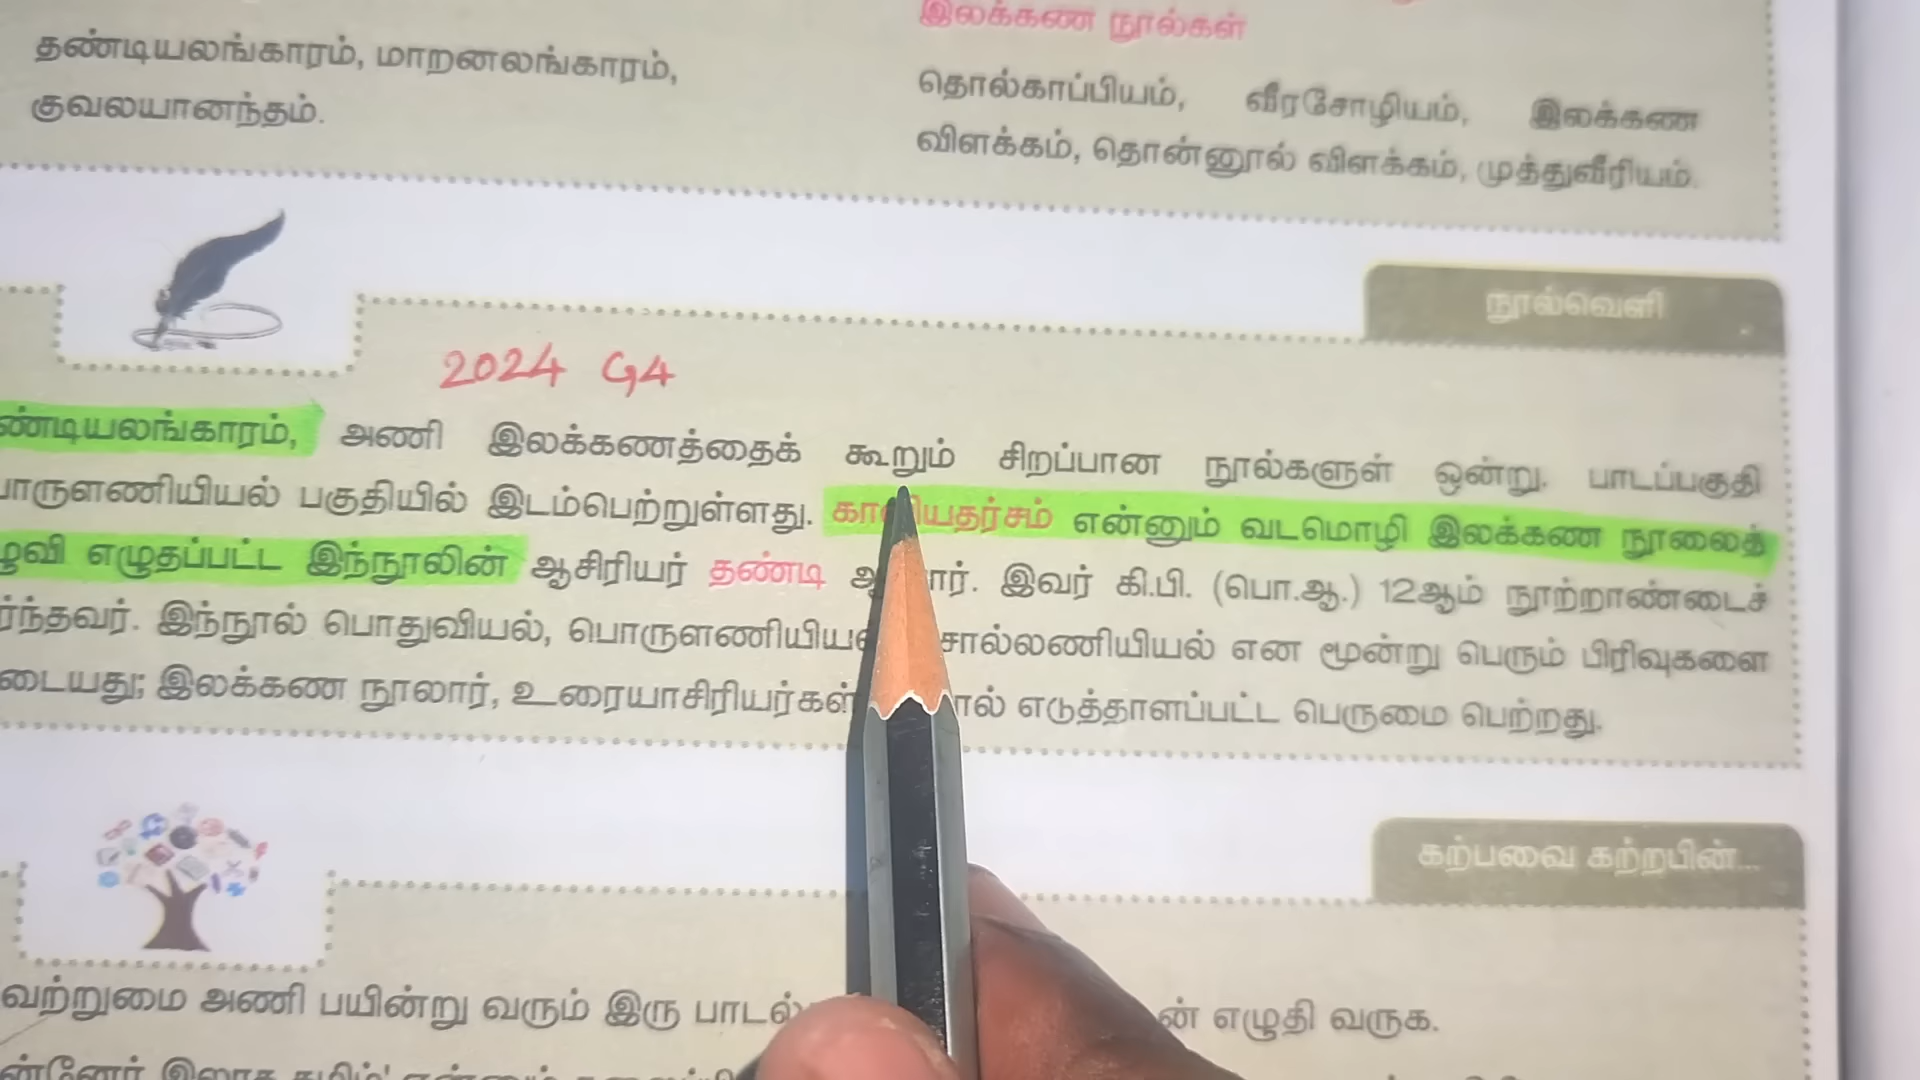 இலக்கண நூல்கள்
தண்டியலங்காரம், மாறனலங்காரம்,
குவலயானந்தம்.
தொல்காப்பியம், வீரசோழியம், இலக்கண
விளக்கம், தொன்னூல் விளக்கம், முத்துவீரியம்.
நூல்வெளி
2024 G4
ண்டியலங்காரம், அணி இலக்கணத்தைக் கூறும் சிறப்பான நூல்களுள் ஒன்று. பாடப்பகுதி
பாருளணியியல் பகுதியில் இடம்பெற்றுள்ளது. என்னும் வடமொழி இலக்கண நூலைத்
ழுவி எழுதப்பட்ட இந்நூலின் ஆசிரியர் தண்டி இவர் கி.பி. (பொ.ஆ.) 12ஆம் நூற்றாண்டைச்
ர்ந்தவர். இந்நூல் பொதுவியல், சால்லணியியல் என மூன்று பெரும் பிரிவுகளை
டையது; இலக்கண நூலார், உரையாசிரியர்கள் எடுத்தாளப்பட்ட பெருமை பெற்றது.
கற்பவை கற்றபின்...
வற்றுமை அணி பயின்று வரும் இரு எழுதி வருக.